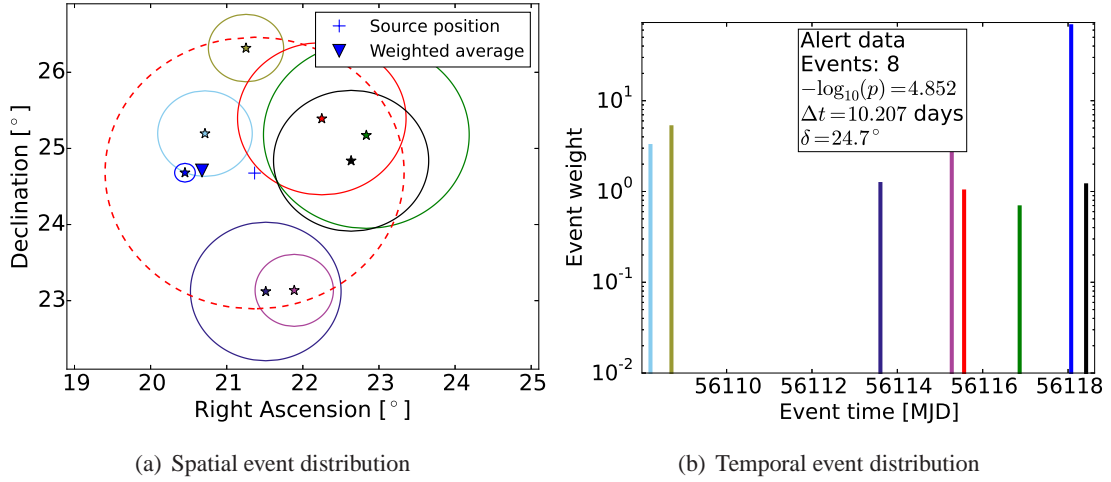 Source position
Weighted average
26
25
24
23
19 20 21 22 23 24 25
Declination [°]
Right Ascension [°]
(a) Spatial event distribution
Alert data
Events: 8
−log₁₀(p) =4.852
Δt=10.207 days
δ=24.7°
10¹
10⁰
10⁻¹
10⁻²
56110 56112 56114 56116 56118
Event weight
Event time [MJD]
(b) Temporal event distribution